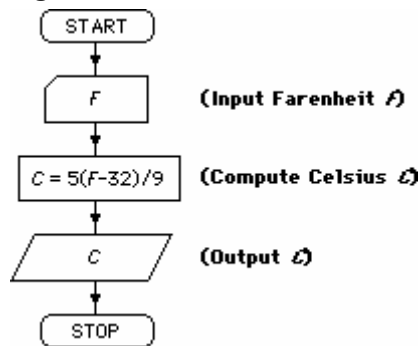 START
F (Input Farenheit F)
C = 5(F-32)/9 (Compute Celsius C)
C (Output C)
STOP